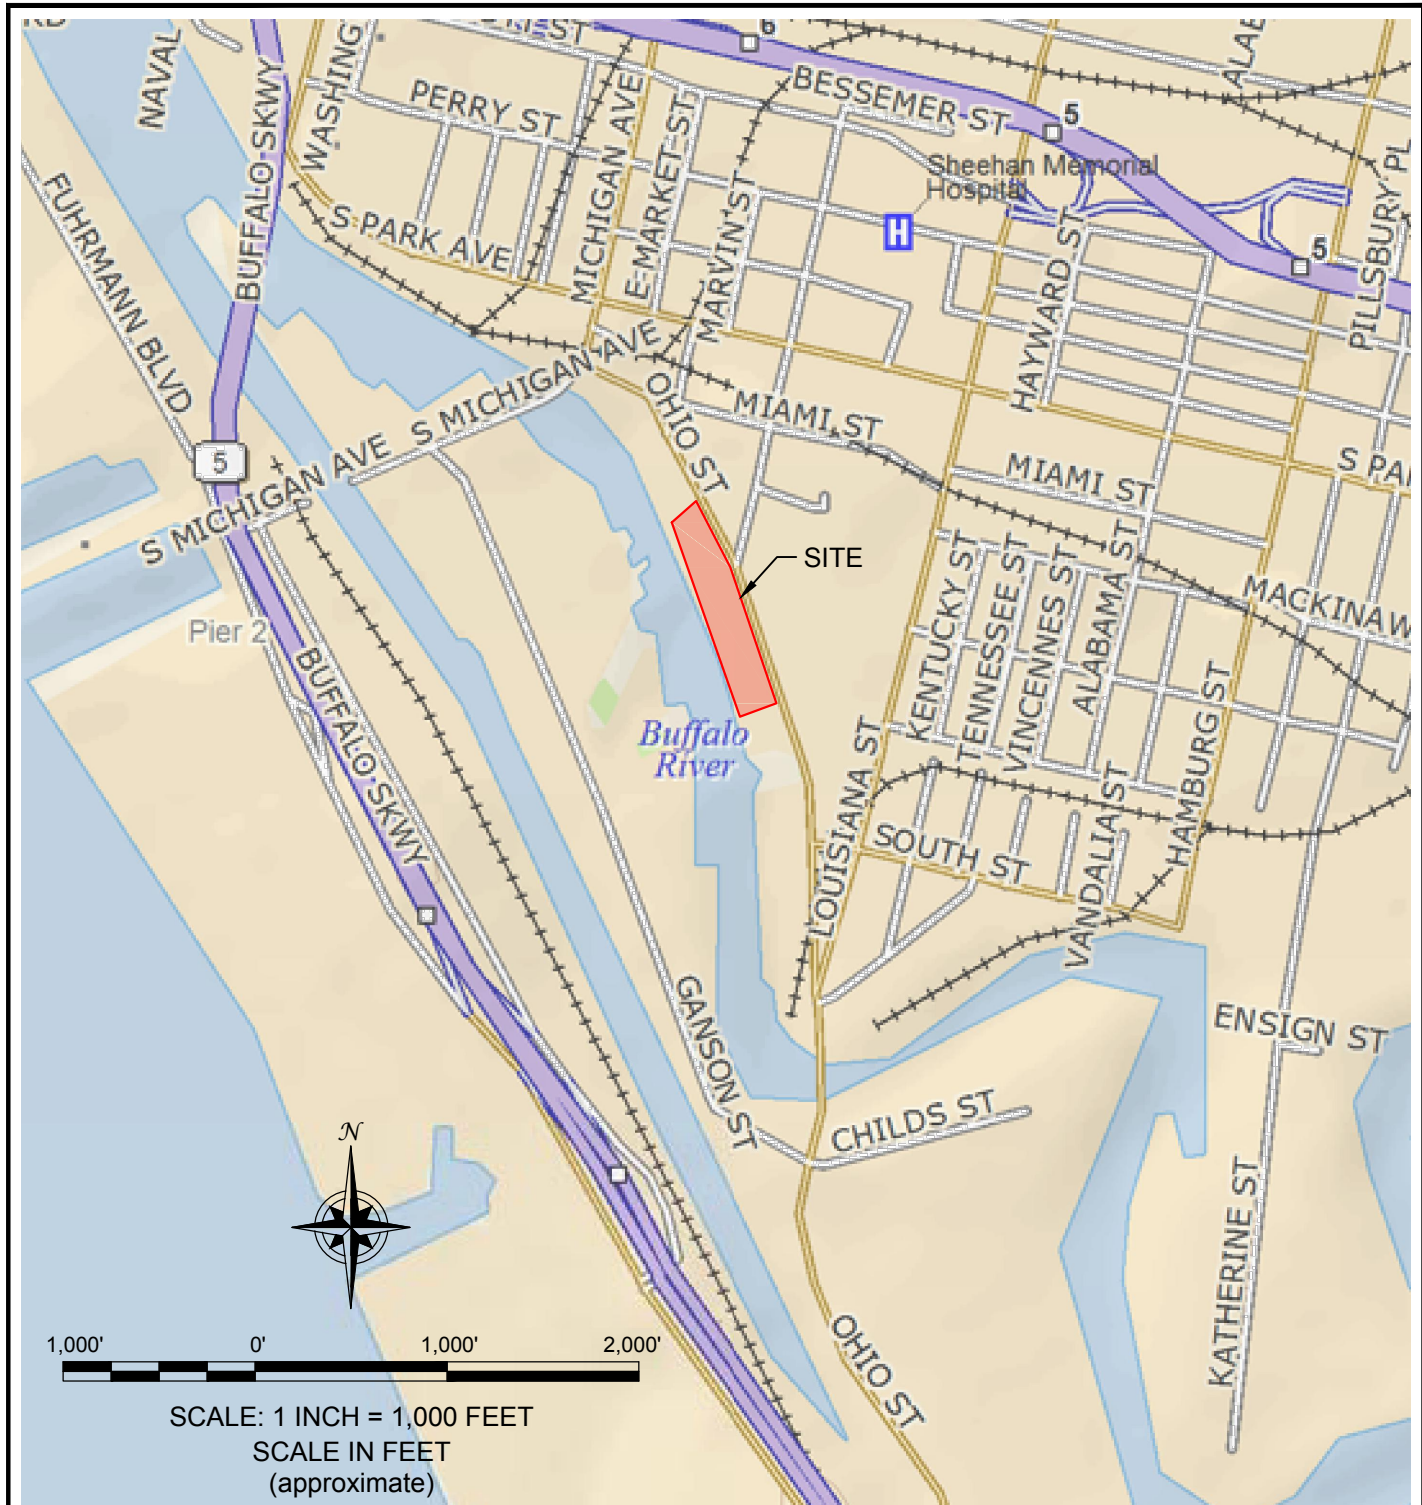 6
NAVAL
BUFFALO SKWY
WASHING
PERRY ST
MICHIGAN AVE
E MARKET ST
BESSEMER ST
5
Sheehan Memorial
Hospital
H
5
PILLSBURY PL
FUHRMANN BLVD
S PARK AVE
MARVIN ST
HAYWARD ST
S MICHIGAN AVE
OHIO ST
MIAMI ST
5
S MICHIGAN AVE
MIAMI ST
SITE
KENTUCKY ST
TENNESSEE ST
VINCENNES ST
ALABAMA ST
MACKINAW
Pier 2
BUFFALO SKWY
Buffalo
River
LOUISIANA ST
HAMBURG ST
SOUTH ST
VANDALIA ST
GANSON ST
ENSIGN ST
CHILDS ST
KATHERINE ST
OHIO ST
N
1,000' 0' 1,000' 2,000'
SCALE: 1 INCH = 1,000 FEET
SCALE IN FEET
(approximate)